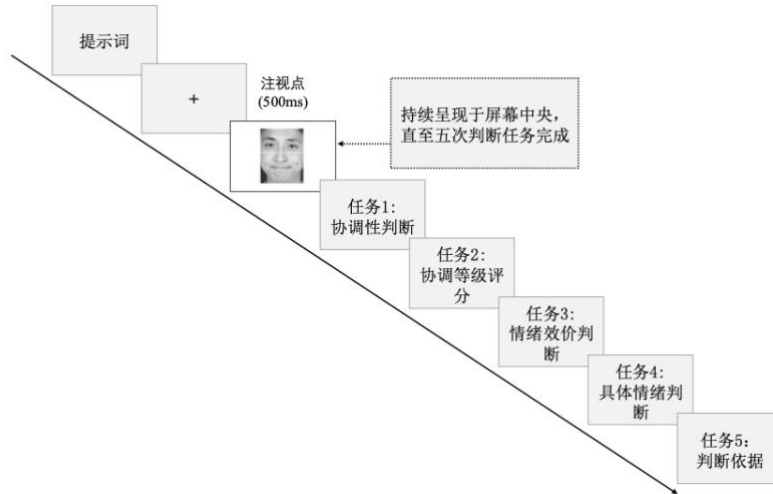 提示词
+
注视点
(500ms)
持续呈现于屏幕中央，
直至五次判断任务完成
任务1:
协调性判断
任务2:
协调等级评
分
任务3:
情绪效价判
断
任务4:
具体情绪判
断
任务5：
判断依据